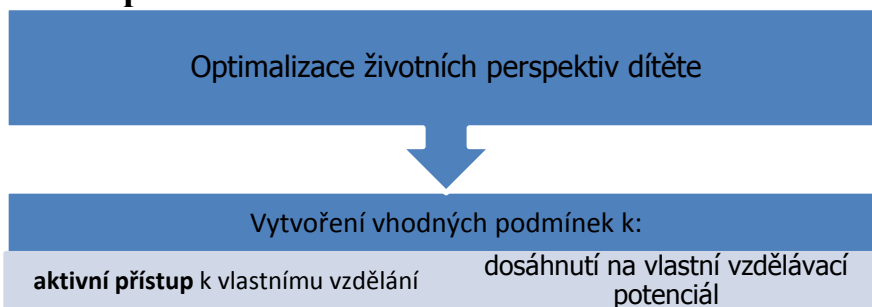 Optimalizace životních perspektiv dítěte
Vytvoření vhodných podmínek k:
aktivní přístup k vlastnímu vzdělání
dosáhnutí na vlastní vzdělávací
potenciál